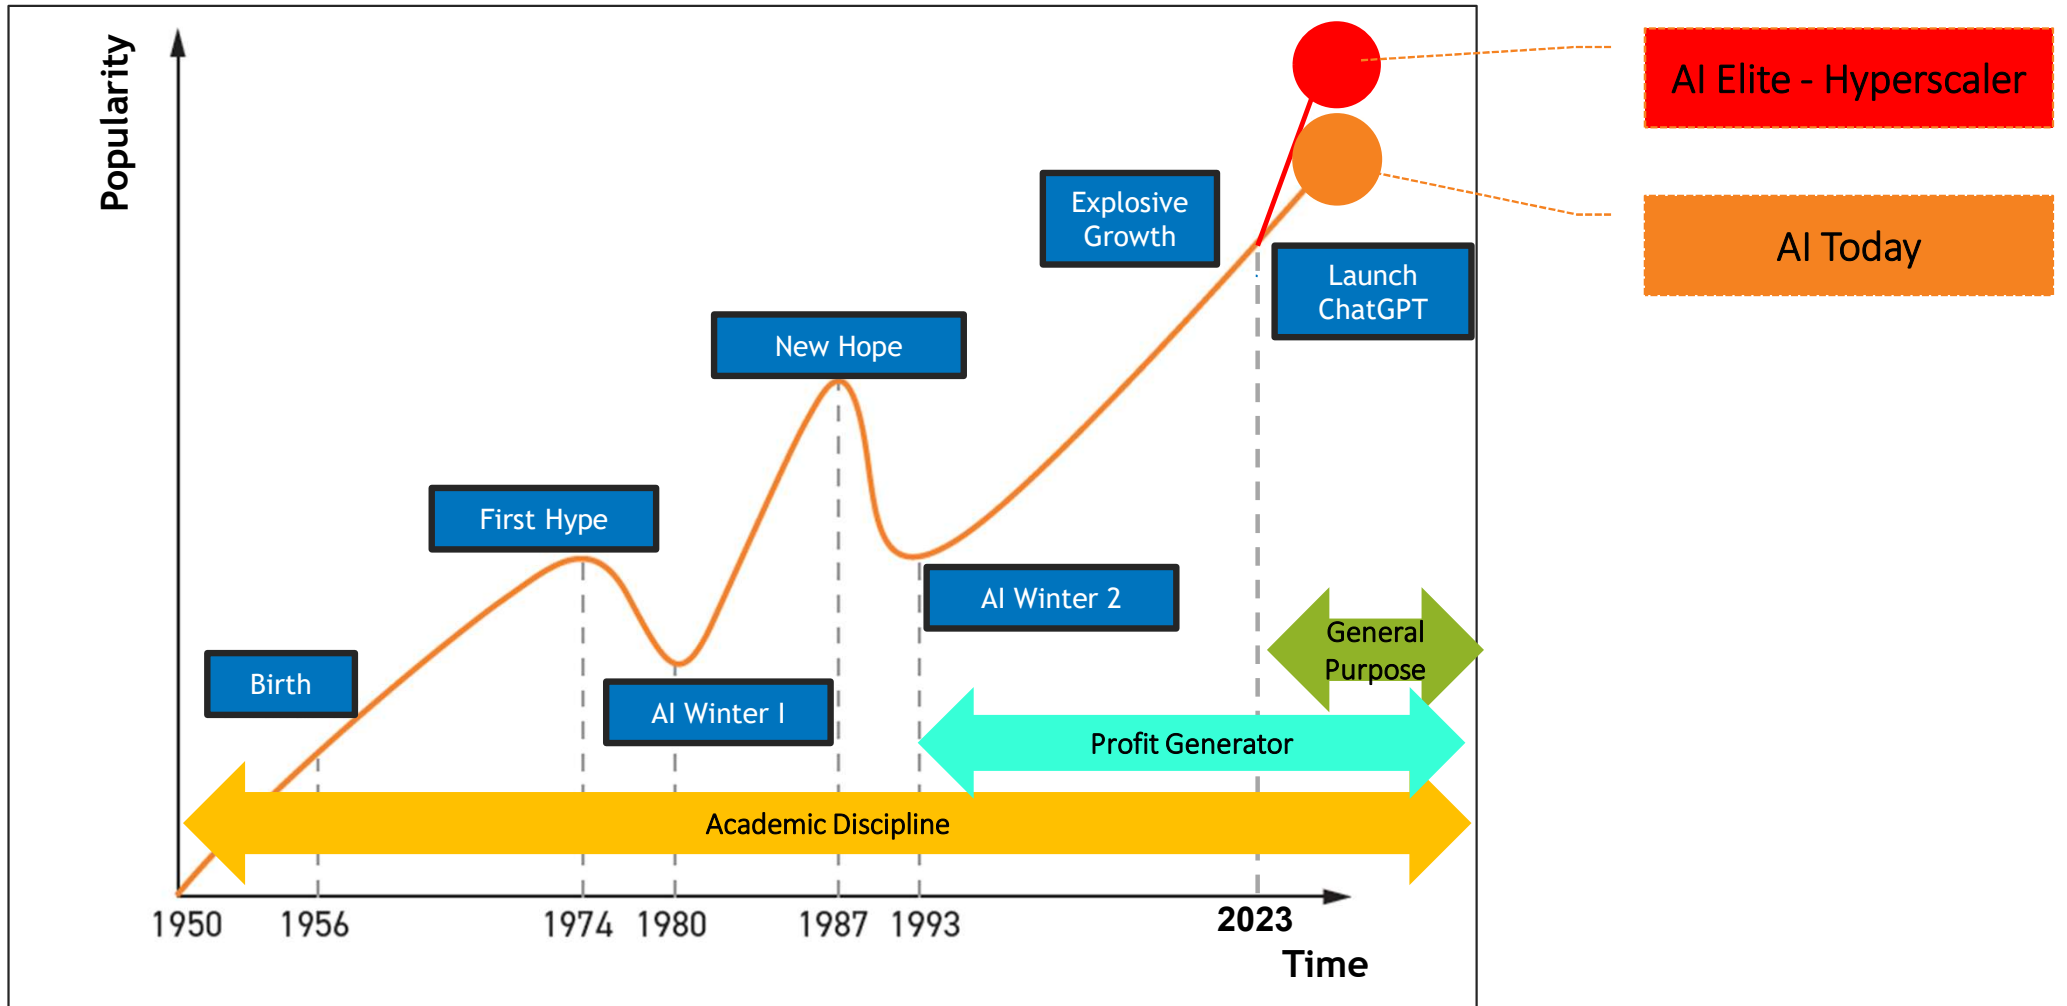 Popularity
AI Elite - Hyperscaler
AI Today
Explosive
Growth
Launch
ChatGPT
New Hope
First Hype
AI Winter 2
Birth
AI Winter I
General
Purpose
Profit Generator
Academic Discipline
1950
1956
1974
1980
1987
1993
2023
Time